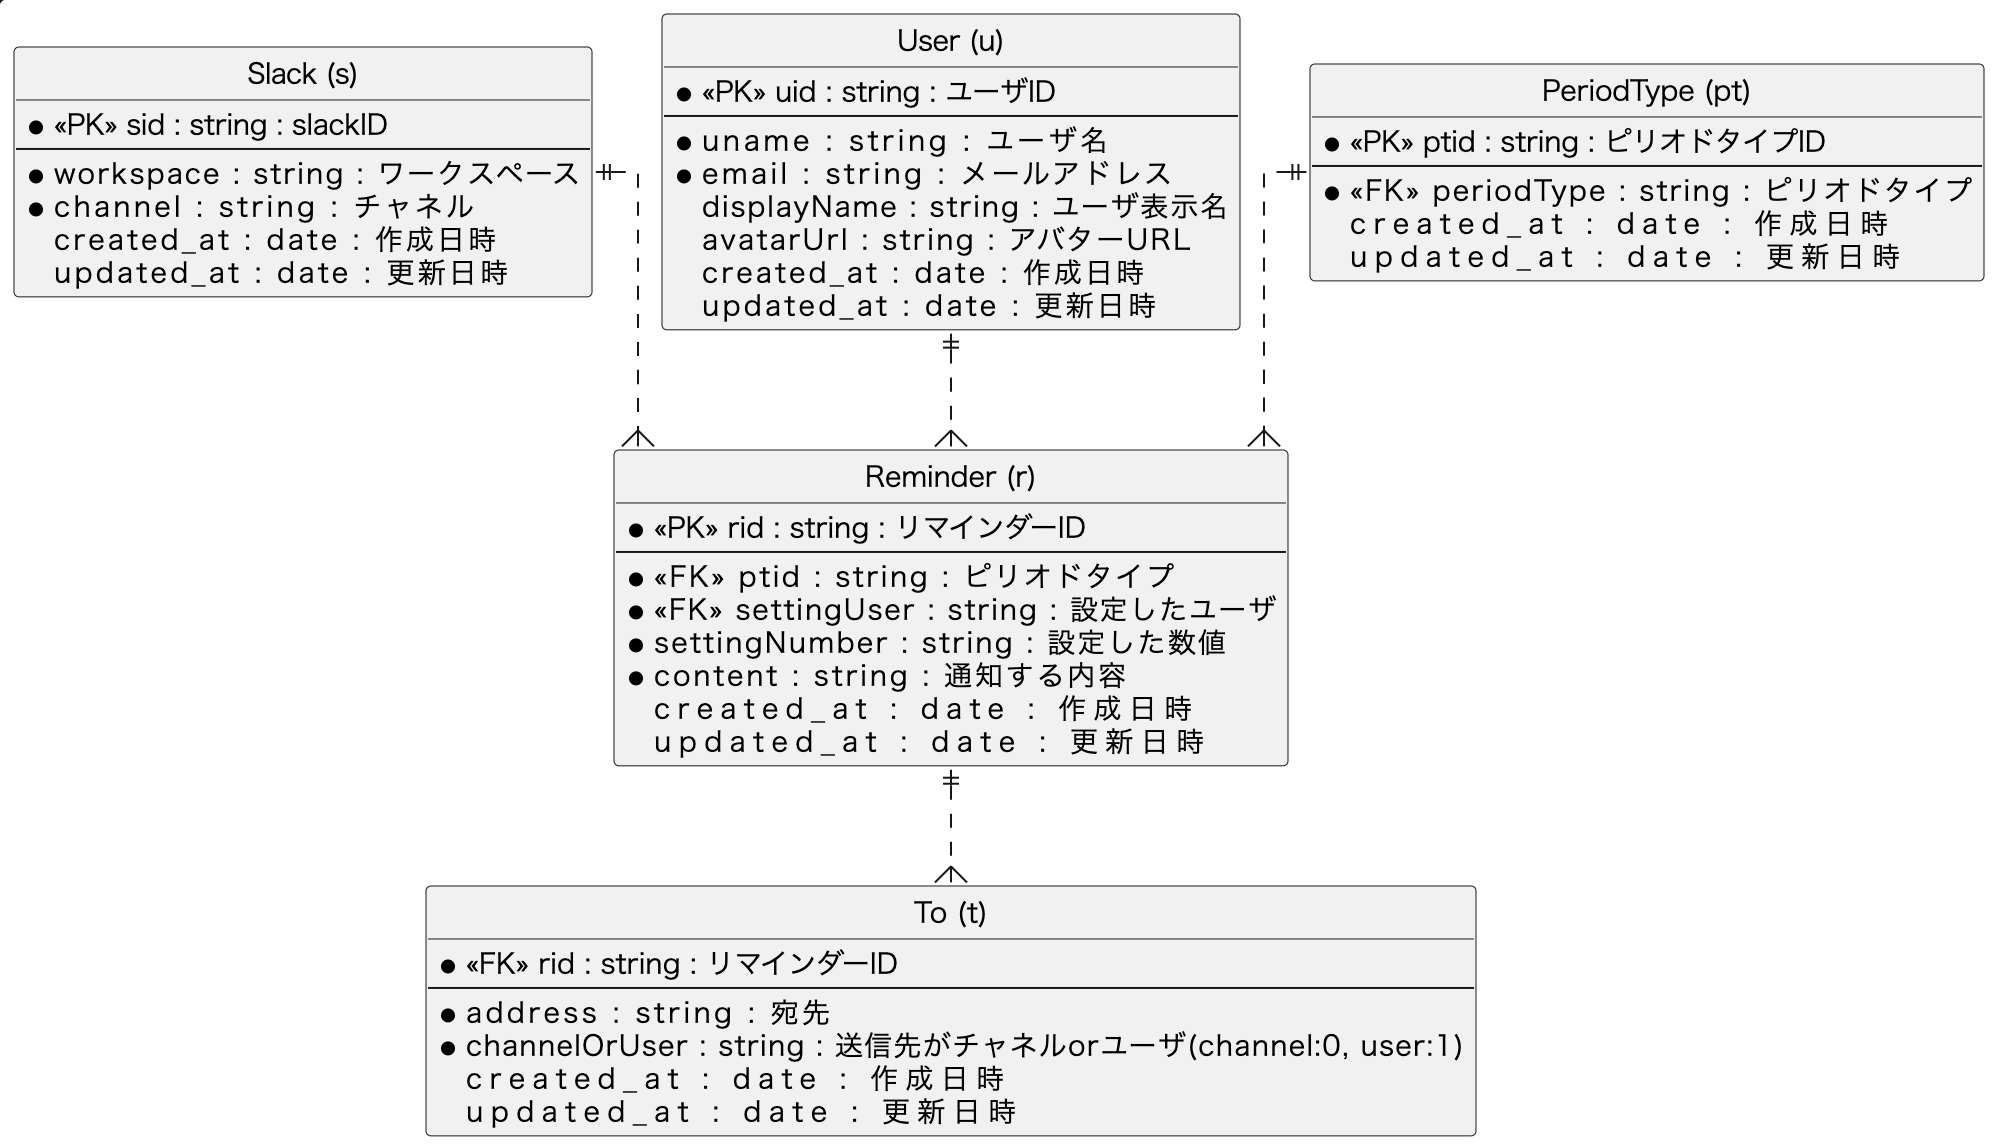 Slack (s)
«PK» sid : string : slackID
workspace : string : ワークスペース
channel : string : チャネル
created_at : date : 作成日時
updated_at : date : 更新日時
User (u)
«PK» uid : string : ユーザID
uname : string : ユーザ名
email : string : メールアドレス
displayName : string : ユーザ表示名
avatarUrl : string : アバターURL
created_at : date : 作成日時
updated_at : date : 更新日時
PeriodType (pt)
«PK» ptid : string : ピリオドタイプID
«FK» periodType : string : ピリオドタイプ
created_at : date : 作成日時
updated_at : date : 更新日時
Reminder (r)
«PK» rid : string : リマインダーID
«FK» ptid : string : ピリオドタイプ
«FK» settingUser : string : 設定したユーザ
settingNumber : string : 設定した数値
content : string : 通知する内容
created_at : date : 作成日時
updated_at : date : 更新日時
To (t)
«FK» rid : string : リマインダーID
address : string : 宛先
channelOrUser : string : 送信先がチャネルorユーザ(channel:0, user:1)
created_at : date : 作成日時
updated_at : date : 更新日時